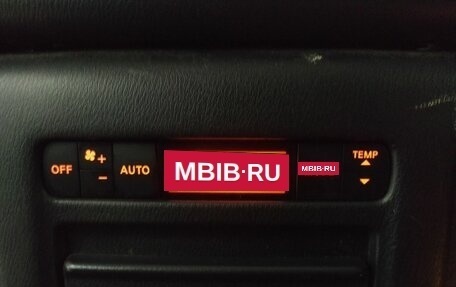 OFF
+
-
AUTO
MBIB·RU
MBIB·RU
TEMP